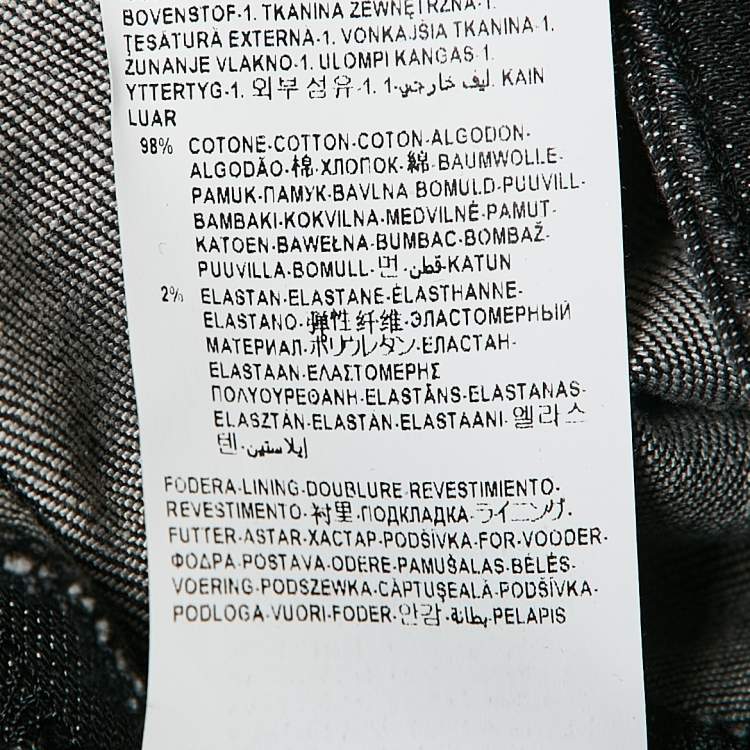 BOVENSTOF-1. TKANINA ZEWNĘTRZNA-1.
ȚESĂTURĂ EXTERNĂ-1. VONKAJŠIA TKANINA-1.
ZUNANJE VLAKNO-1. ULOMPI KANGAS-1.
YTTERTYG-1. 외부 섬유-1. ليف خارجي-1. KAIN
LUAR
98% COTONE-COTTON-COTON-ALGODON-
ALGODÃO-棉-ХЛОПОК-綿-BAUMWOLLE-
PAMUK-ПАМУК-BAVLNA BOMULD-PUUVILL-
BAMBAKI-KOKVILNA-MEDVILNĖ-PAMUT-
KATOEN-BAWEŁNA-BUMBAC-BOMBAŽ-
PUUVILLA-BOMULL-면-قطن-KATUN
2% ELASTAN-ELASTANE-ÉLASTHANNE-
ELASTANO-弹性纤维-ЭЛАСТОМЕРНЫЙ
МАТЕРИАЛ-ポリウレタン-ЕЛАСТАН-
ELASTAAN-ΕΛΑΣΤΟΜΕΡΗΣ
ΠΟΛΥΟΥΡΕΘΑΝΗ-ELASTĀNS-ELASTANAS-
ELASZTÁN-ELASTAN-ELASTAANI-엘라스
텐-إيلاستين
FODERA-LINING-DOUBLURE-REVESTIMIENTO-
REVESTIMENTO-衬里-ПОДКЛАДКА-ライニング-
FUTTER-ASTAR-ХАСТАР-PODŠÍVKA-FOR-VOODER-
ΦΟΔΡΑ-POSTAVA-ODERE-PAMUŠALAS-BÉLÉS-
VOERING-PODSZEWKA-CĂPTUŞEALĂ-PODŠÍVKA-
PODLOGA-VUORI-FODER-안감-بطانة-PELAPIS